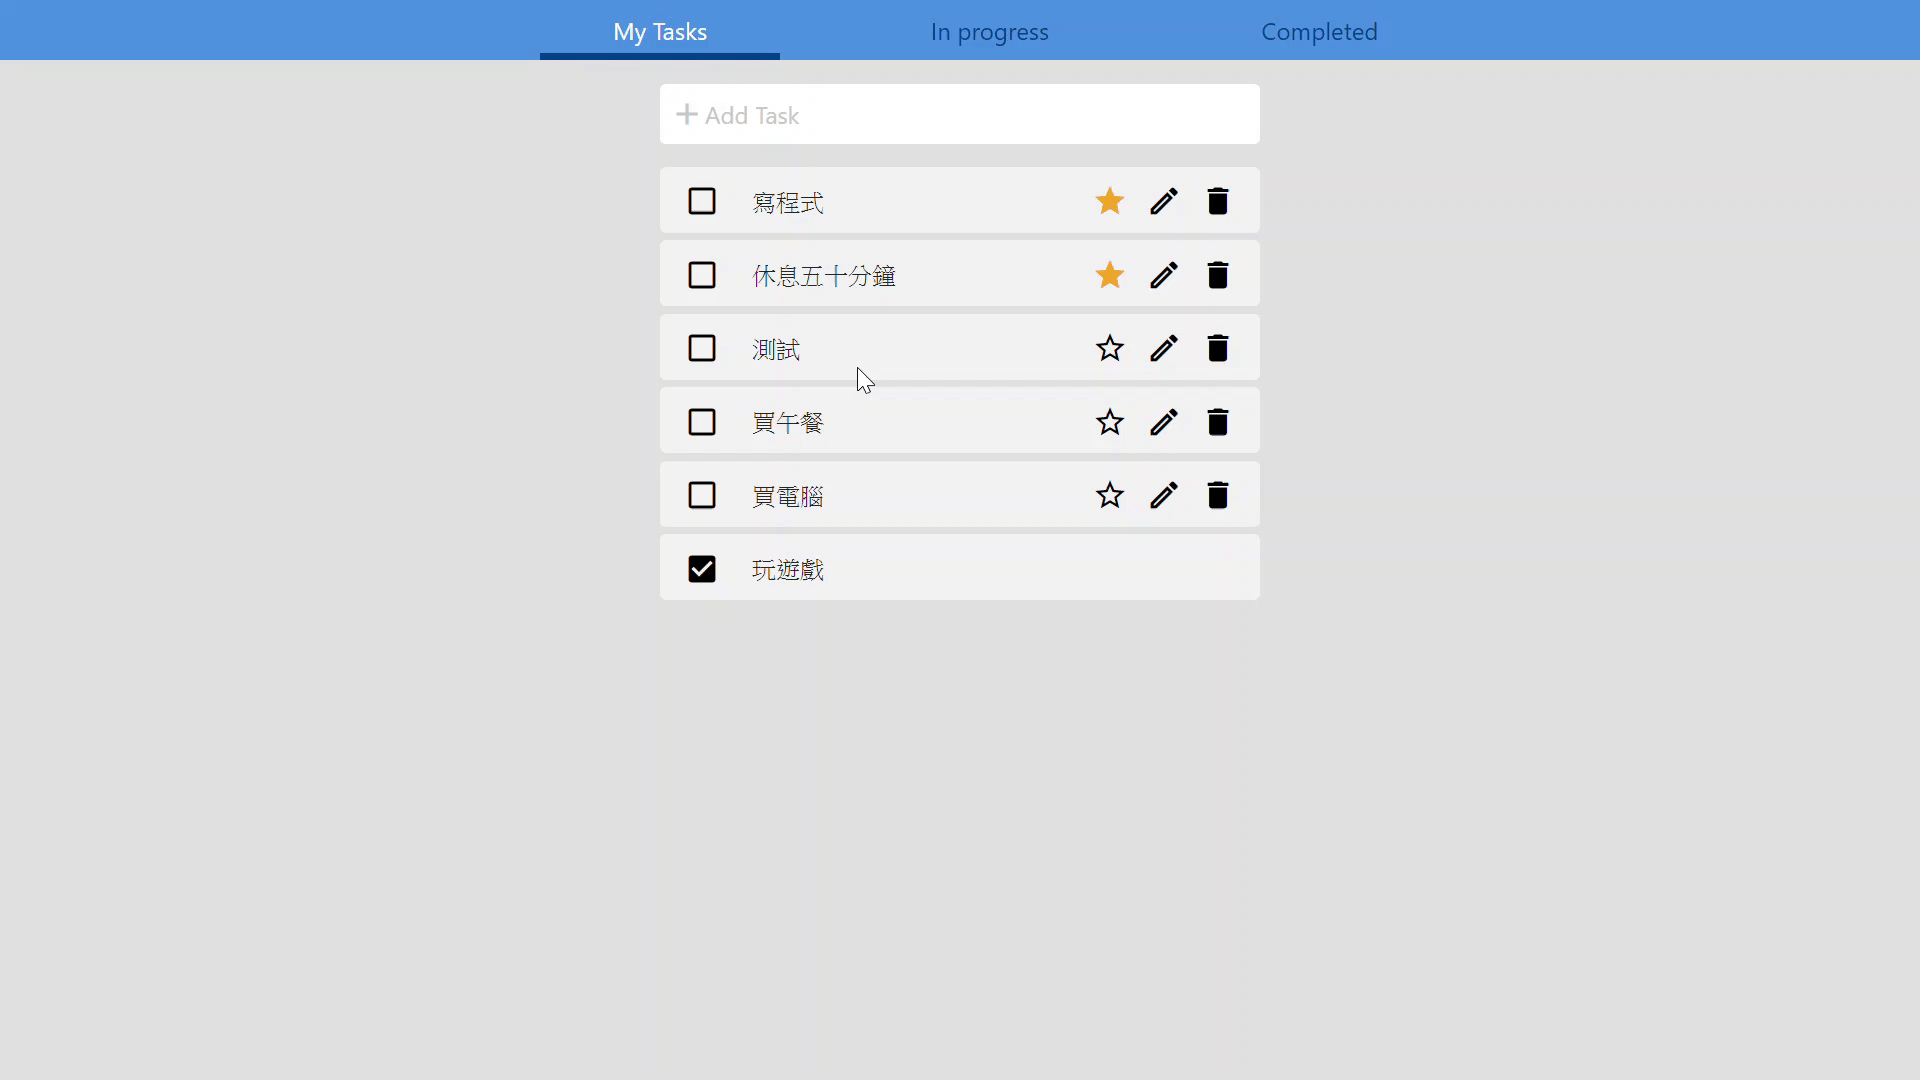 My Tasks In progress Completed
Add Task
寫程式
休息五十分鐘
測試
買午餐
買電腦
玩遊戲